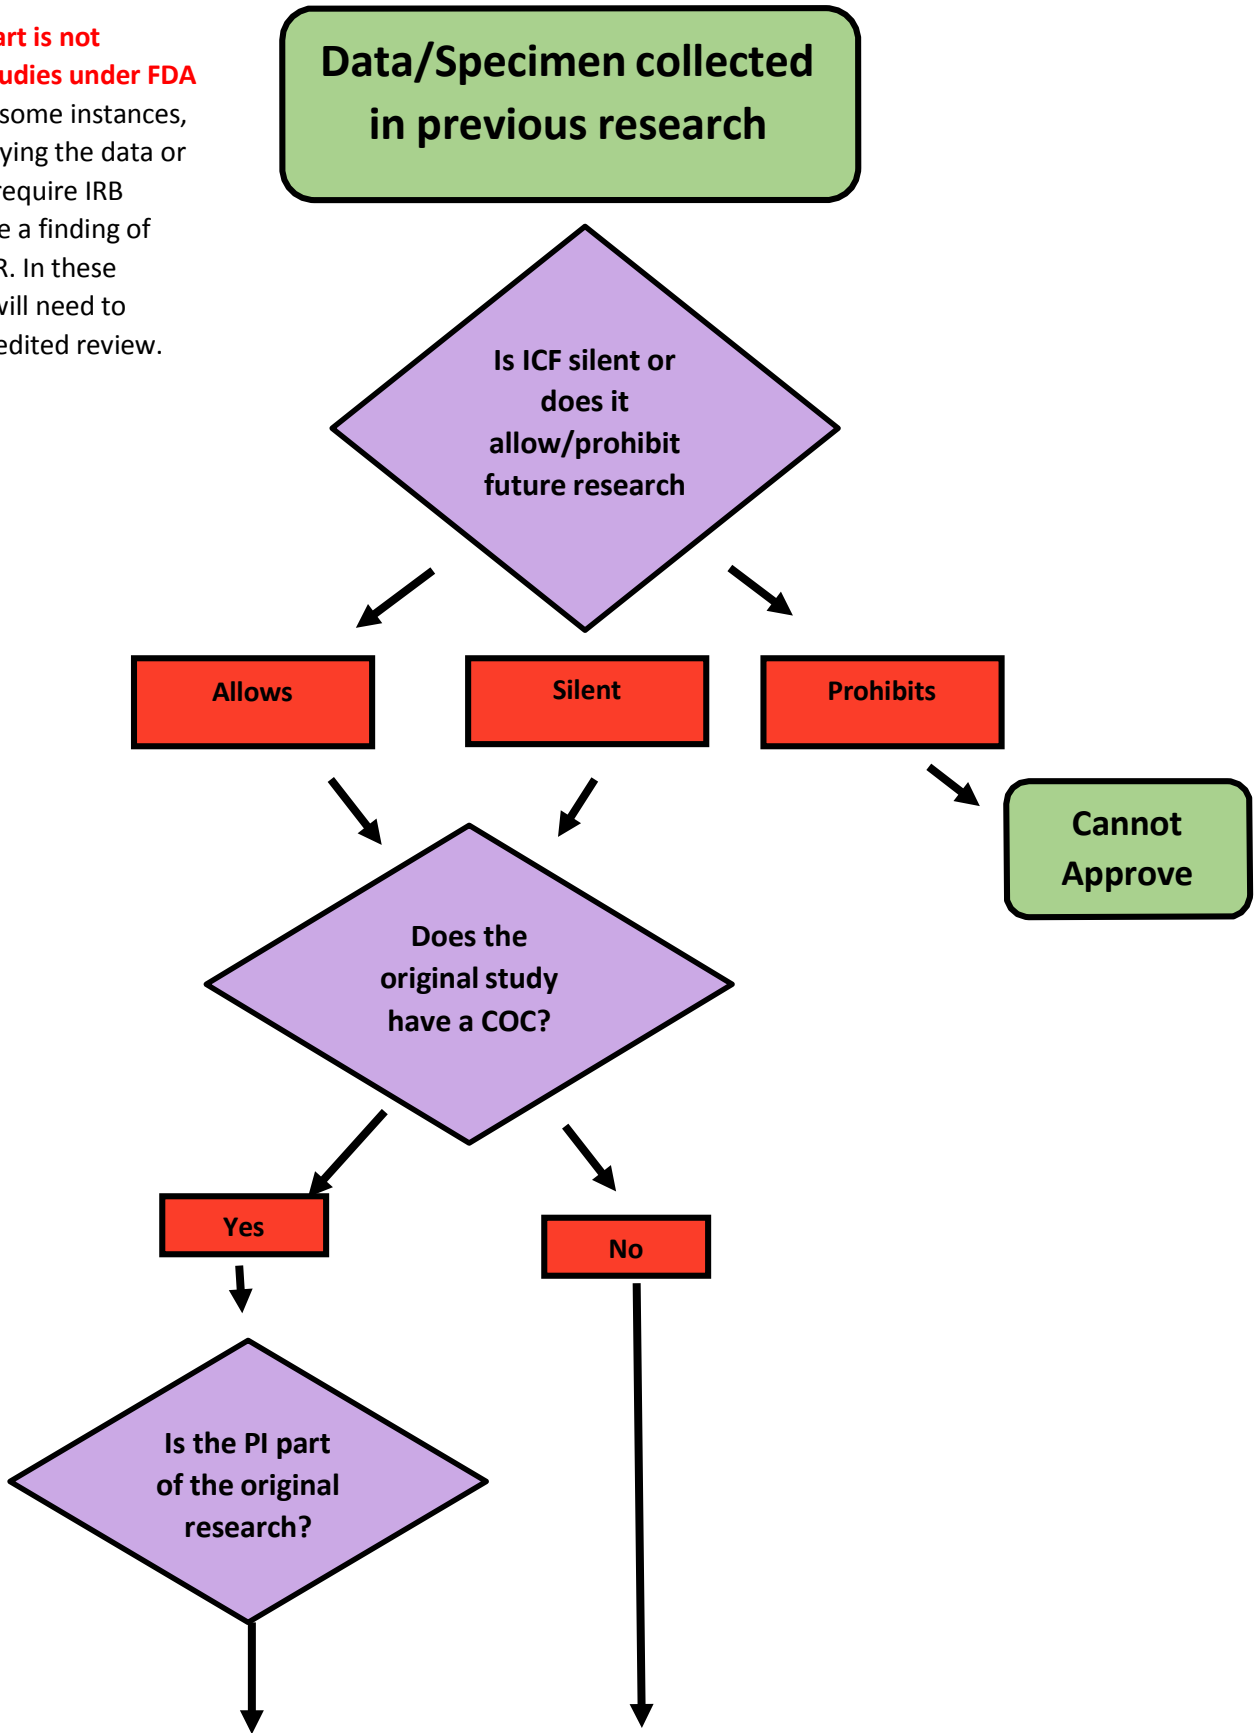 art is not
udies under FDA
some instances,
ying the data or
require IRB
e a finding of
R. In these
will need to
edited review.
Data/Specimen collected
in previous research
Is ICF silent or
does it
allow/prohibit
future research
Allows
Silent
Prohibits
Cannot
Approve
Does the
original study
have a COC?
Yes
No
Is the PI part
of the original
research?